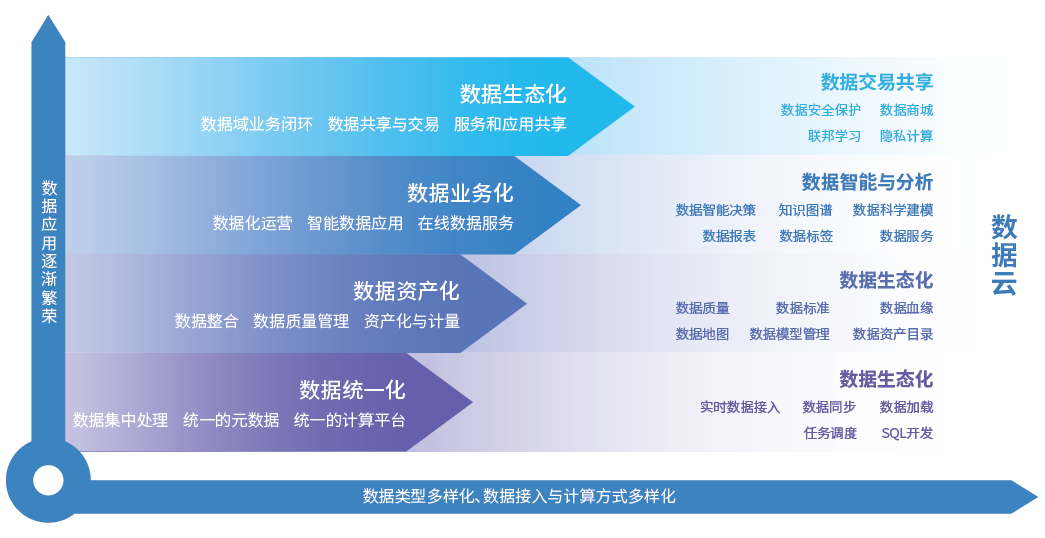 数据应用逐渐繁荣
数据生态化
数据域业务闭环 数据共享与交易 服务和应用共享
数据交易共享
数据安全保护 数据商城
联邦学习 隐私计算
数据业务化
数据化运营 智能数据应用 在线数据服务
数据智能与分析
数据智能决策 知识图谱 数据科学建模
数据报表 数据标签 数据服务
数据资产化
数据整合 数据质量管理 资产化与计量
数据生态化
数据质量 数据标准 数据血缘
数据地图 数据模型管理 数据资产目录
数据统一化
数据集中处理 统一的元数据 统一的计算平台
数据生态化
实时数据接入 数据同步 数据加载
任务调度 SQL开发
数据云
数据类型多样化、数据接入与计算方式多样化